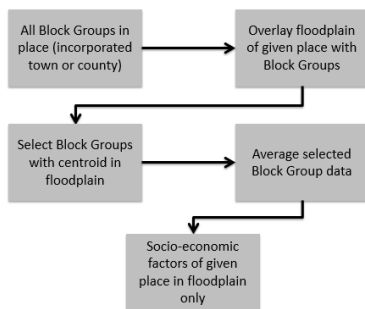 All Block Groups in
place (incorporated
town or county)
Overlay floodplain
of given place with
Block Groups
Select Block Groups
with centroid in
floodplain
Average selected
Block Group data
Socio-economic
factors of given
place in floodplain
only